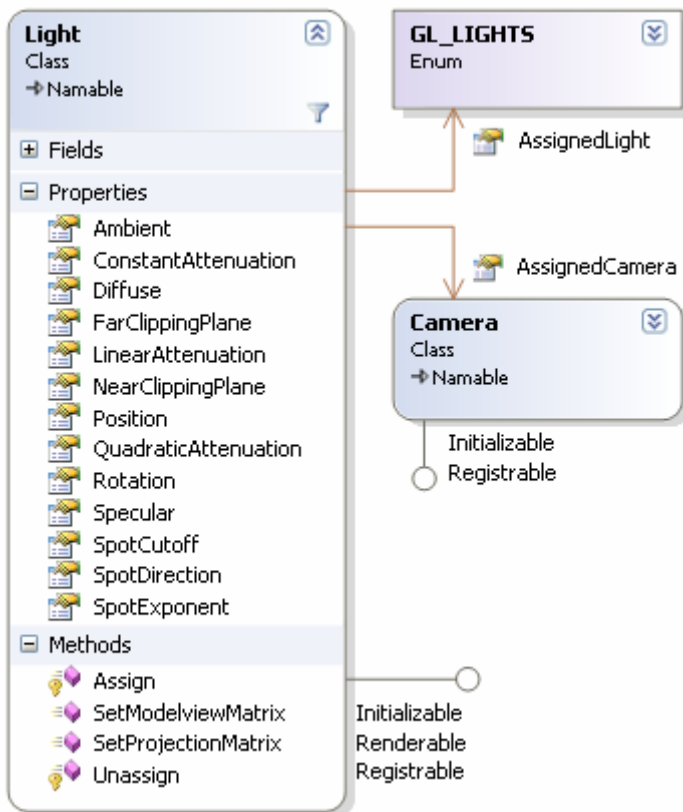 Light
Class
Namable
Fields
Properties
Ambient
ConstantAttenuation
Diffuse
FarClippingPlane
LinearAttenuation
NearClippingPlane
Position
QuadraticAttenuation
Rotation
Specular
SpotCutoff
SpotDirection
SpotExponent
Methods
Assign
SetModelviewMatrix
SetProjectionMatrix
Unassign
GL_LIGHTS
Enum
AssignedLight
AssignedCamera
Camera
Class
Namable
Initializable
Registrable
Initializable
Renderable
Registrable